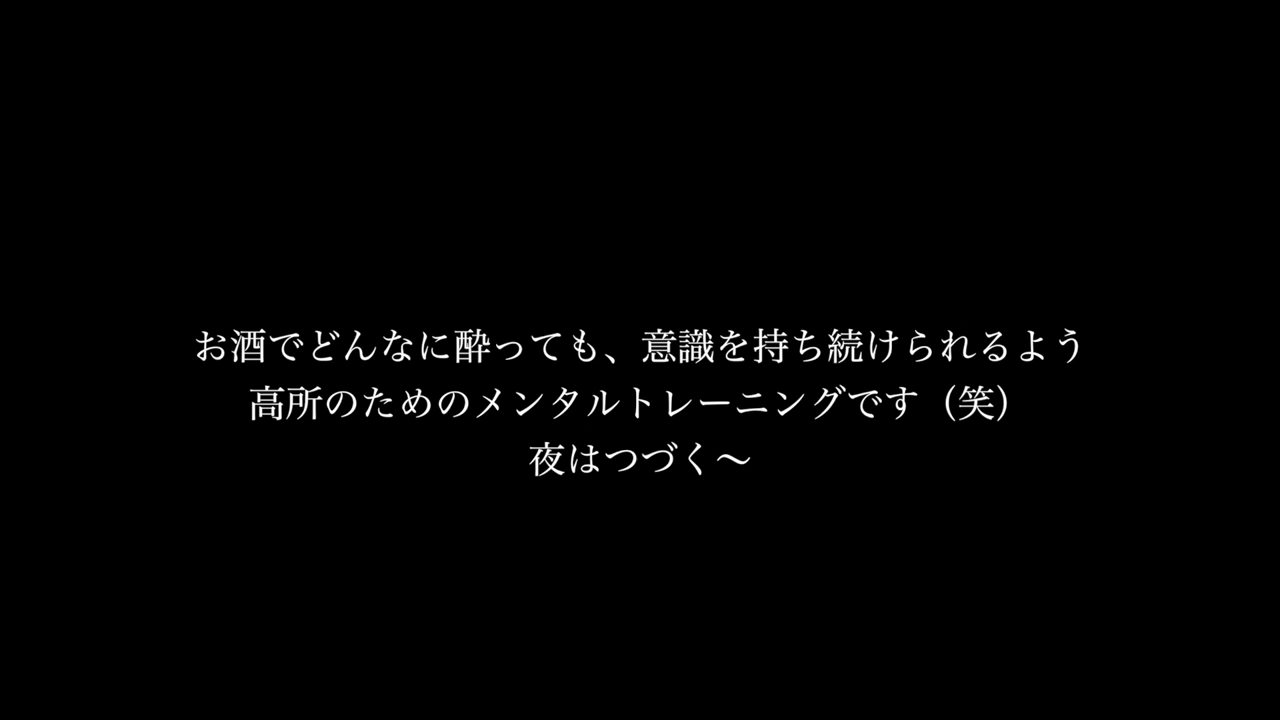 お酒でどんなに酔っても、意識を持ち続けられるよう
高所のためのメンタルトレーニングです（笑）
夜はつづく〜